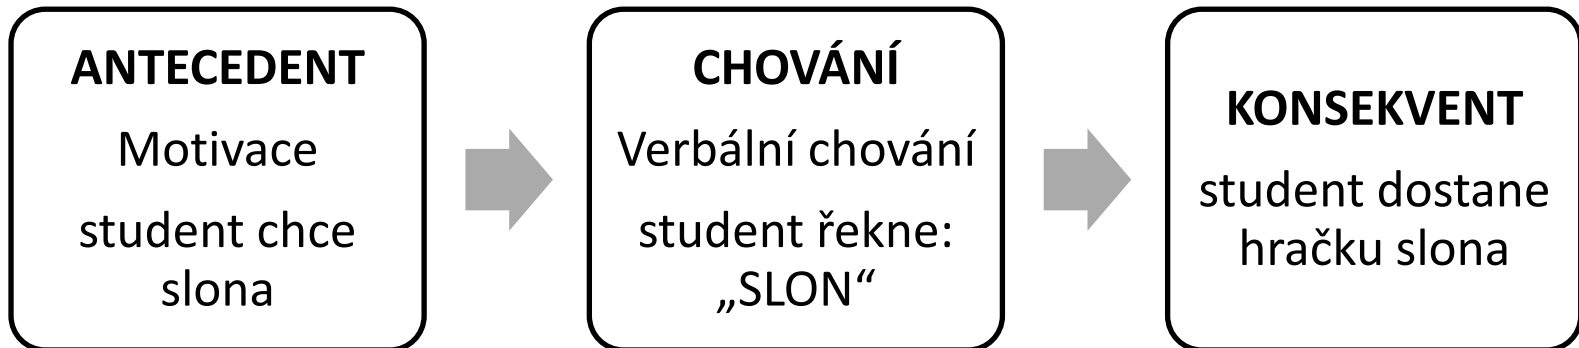 ANTECEDENT
Motivace
student chce
slona
CHOVÁNÍ
Verbální chování
student řekne:
„SLON“
KONSEKVENT
student dostane
hračku slona